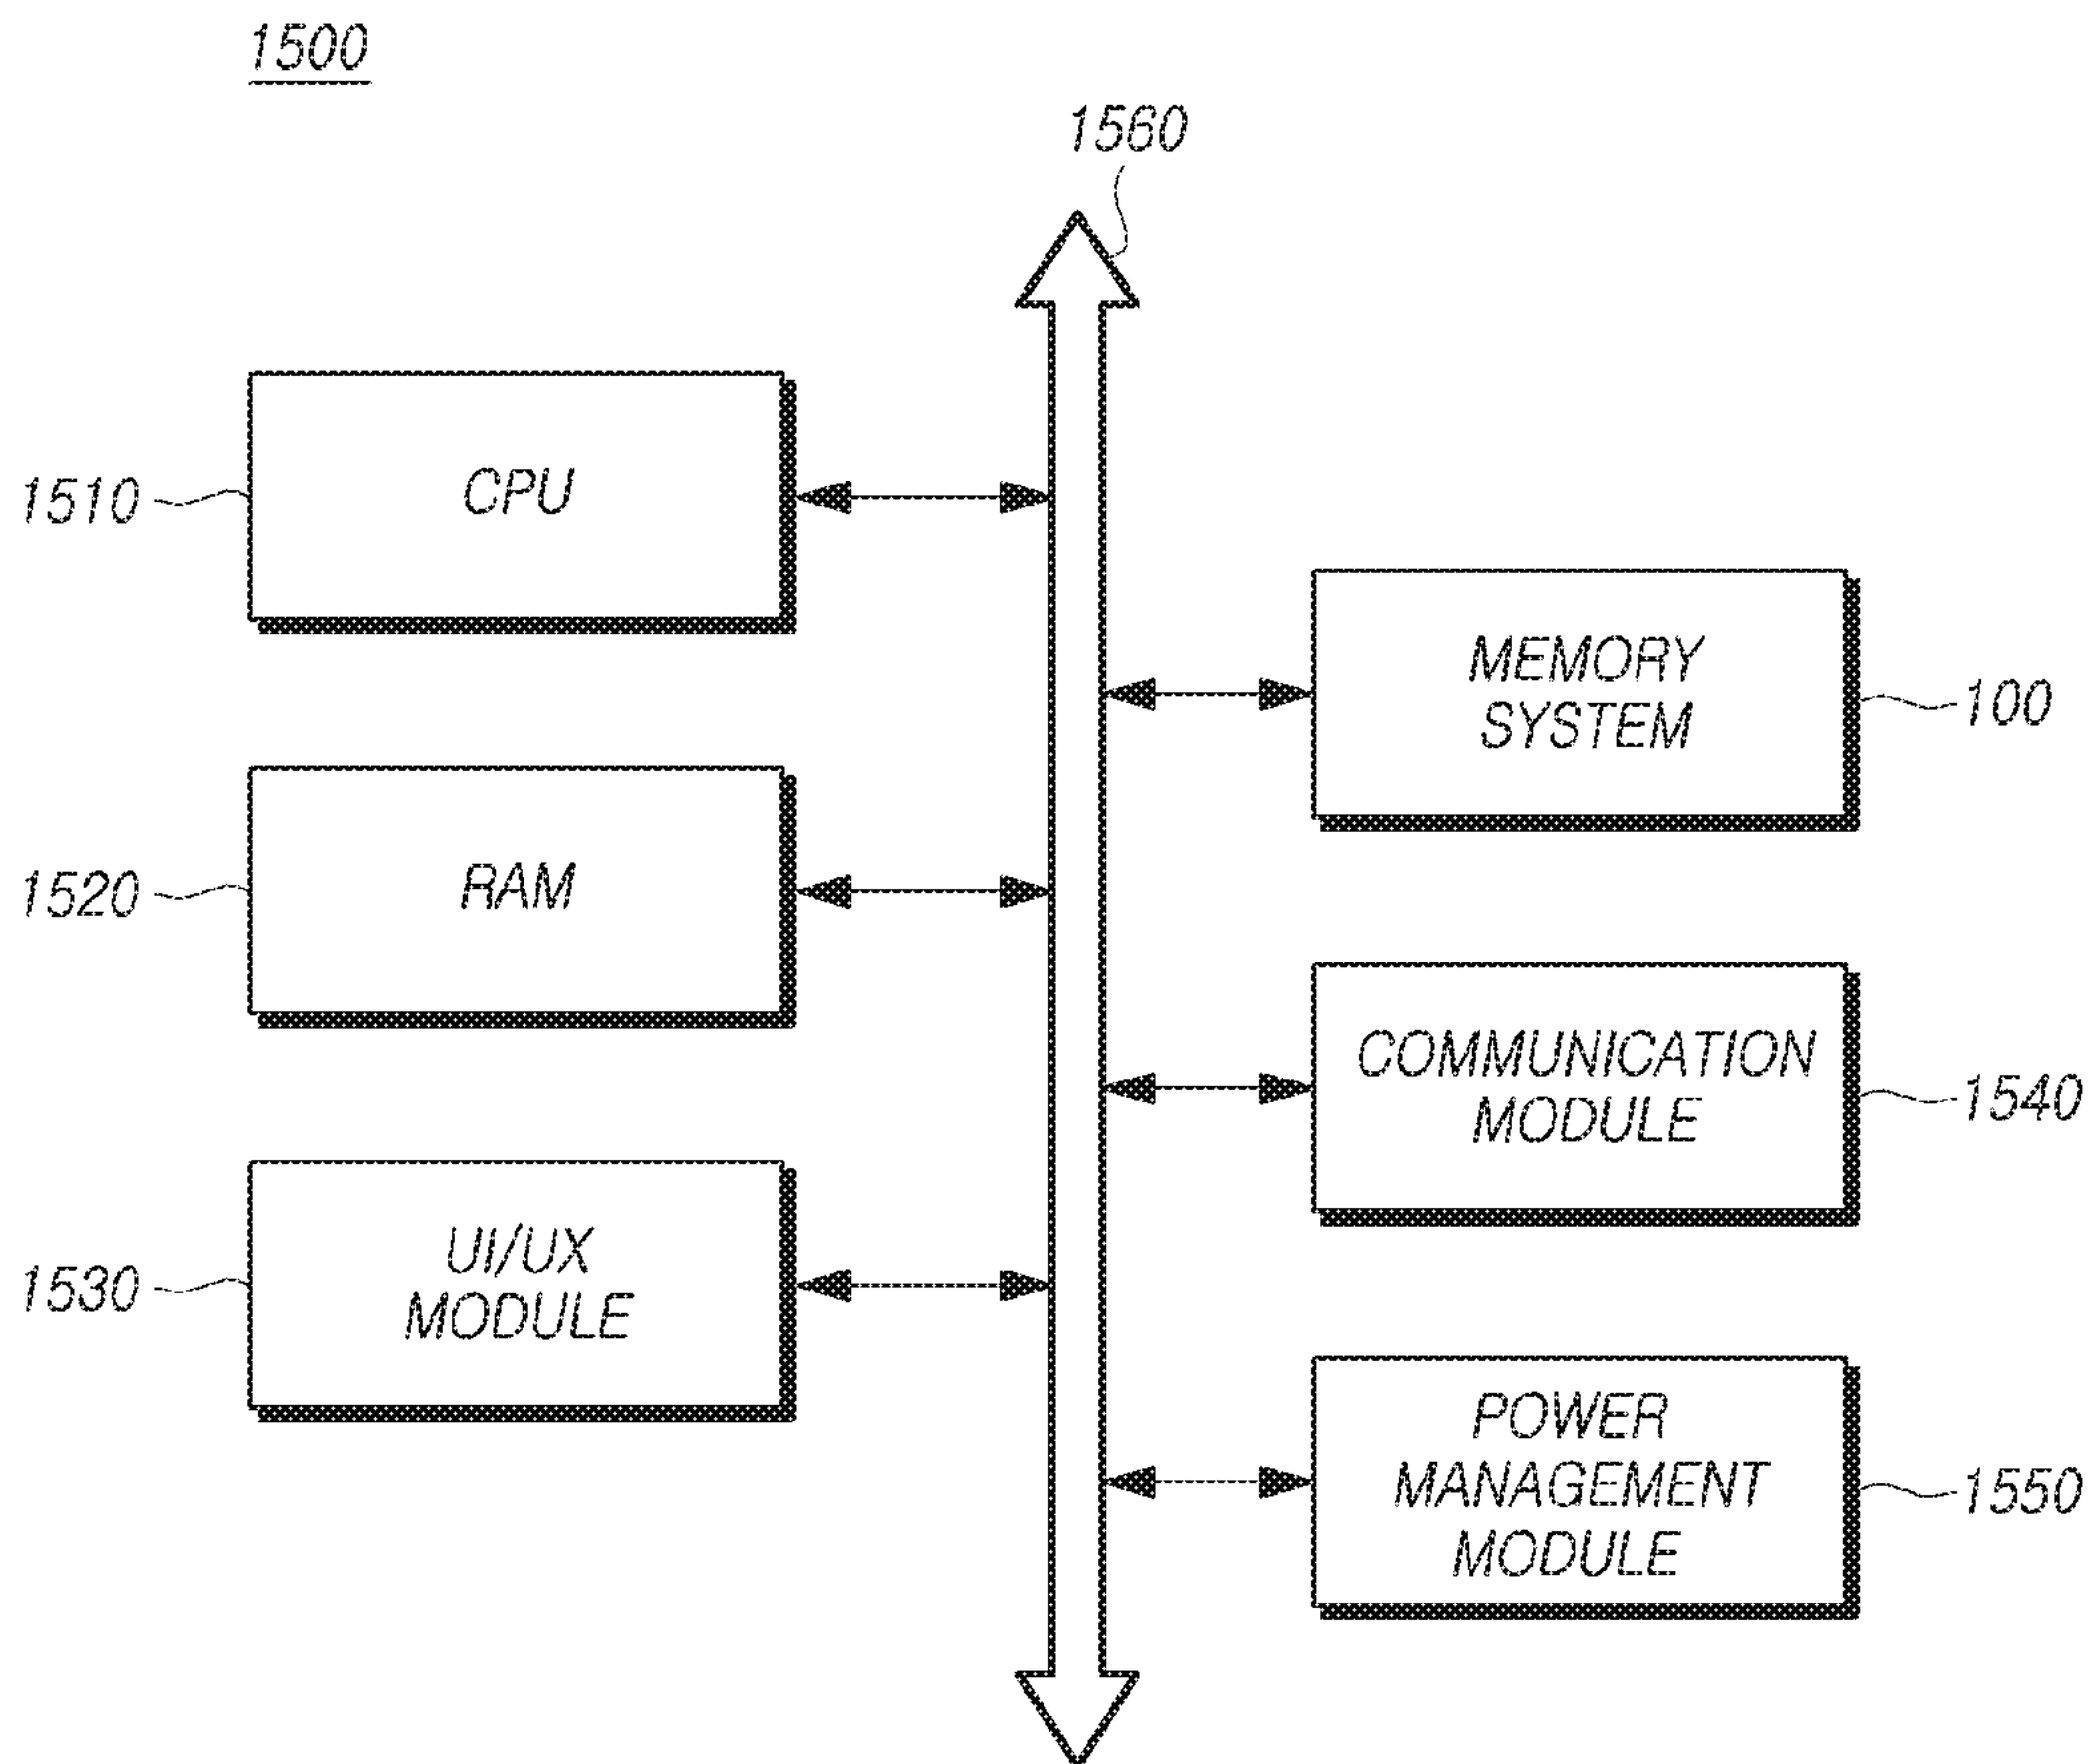 1500
1560
1510
CPU
MEMORY
SYSTEM
100
1520
RAM
COMMUNICATION
MODULE
1540
1530
UI/UX
MODULE
POWER
MANAGEMENT
MODULE
1550